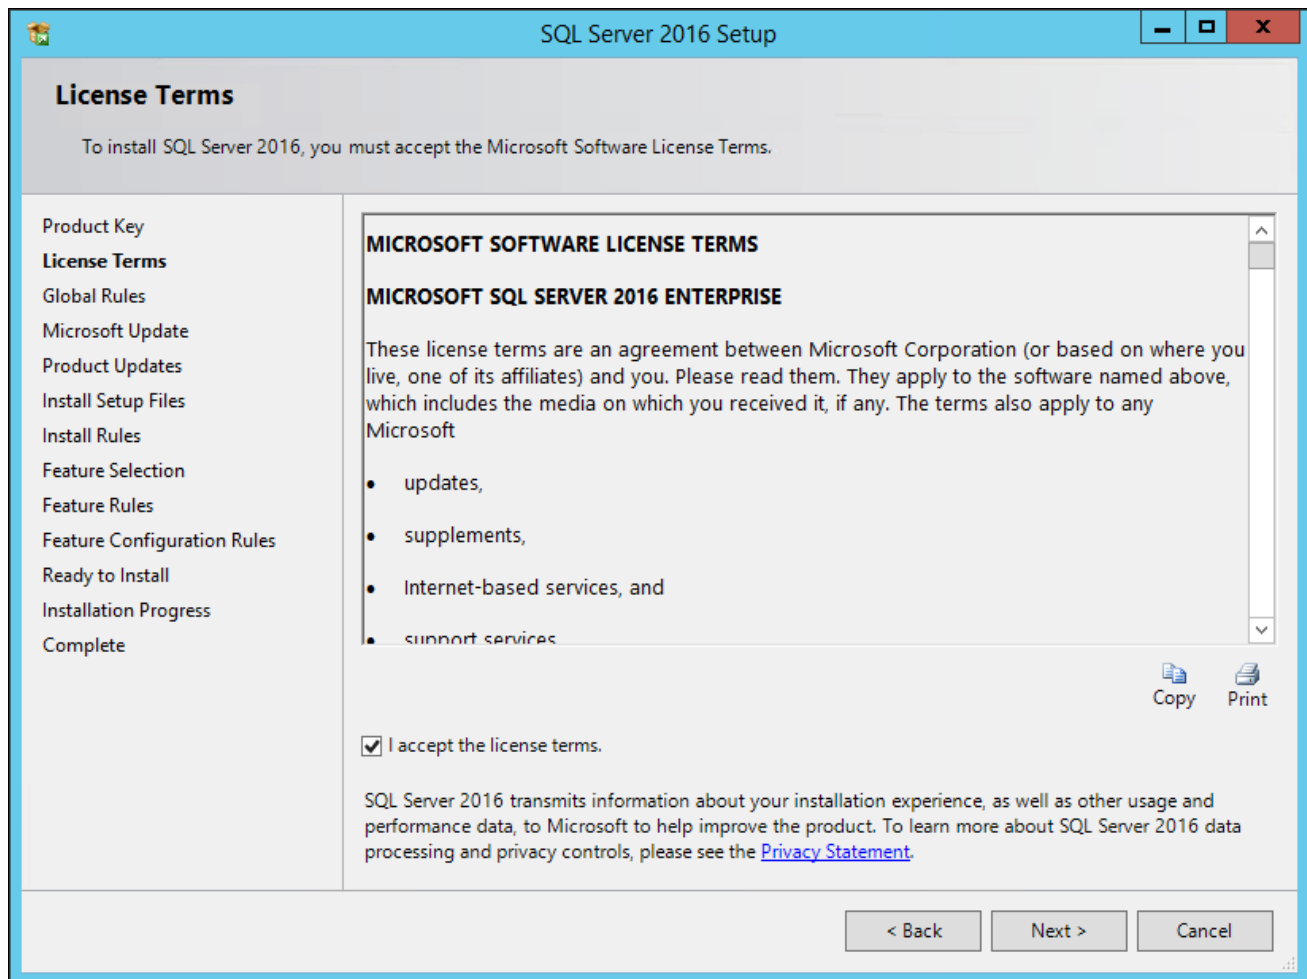 SQL Server 2016 Setup
License Terms
To install SQL Server 2016, you must accept the Microsoft Software License Terms.
Product Key
License Terms
Global Rules
Microsoft Update
Product Updates
Install Setup Files
Install Rules
Feature Selection
Feature Rules
Feature Configuration Rules
Ready to Install
Installation Progress
Complete
MICROSOFT SOFTWARE LICENSE TERMS
MICROSOFT SQL SERVER 2016 ENTERPRISE
These license terms are an agreement between Microsoft Corporation (or based on where you
live, one of its affiliates) and you. Please read them. They apply to the software named above,
which includes the media on which you received it, if any. The terms also apply to any
Microsoft
• updates,
• supplements,
• Internet-based services, and
• support services
Copy
Print
I accept the license terms.
SQL Server 2016 transmits information about your installation experience, as well as other usage and
performance data, to Microsoft to help improve the product. To learn more about SQL Server 2016 data
processing and privacy controls, please see the Privacy Statement.
< Back
Next >
Cancel